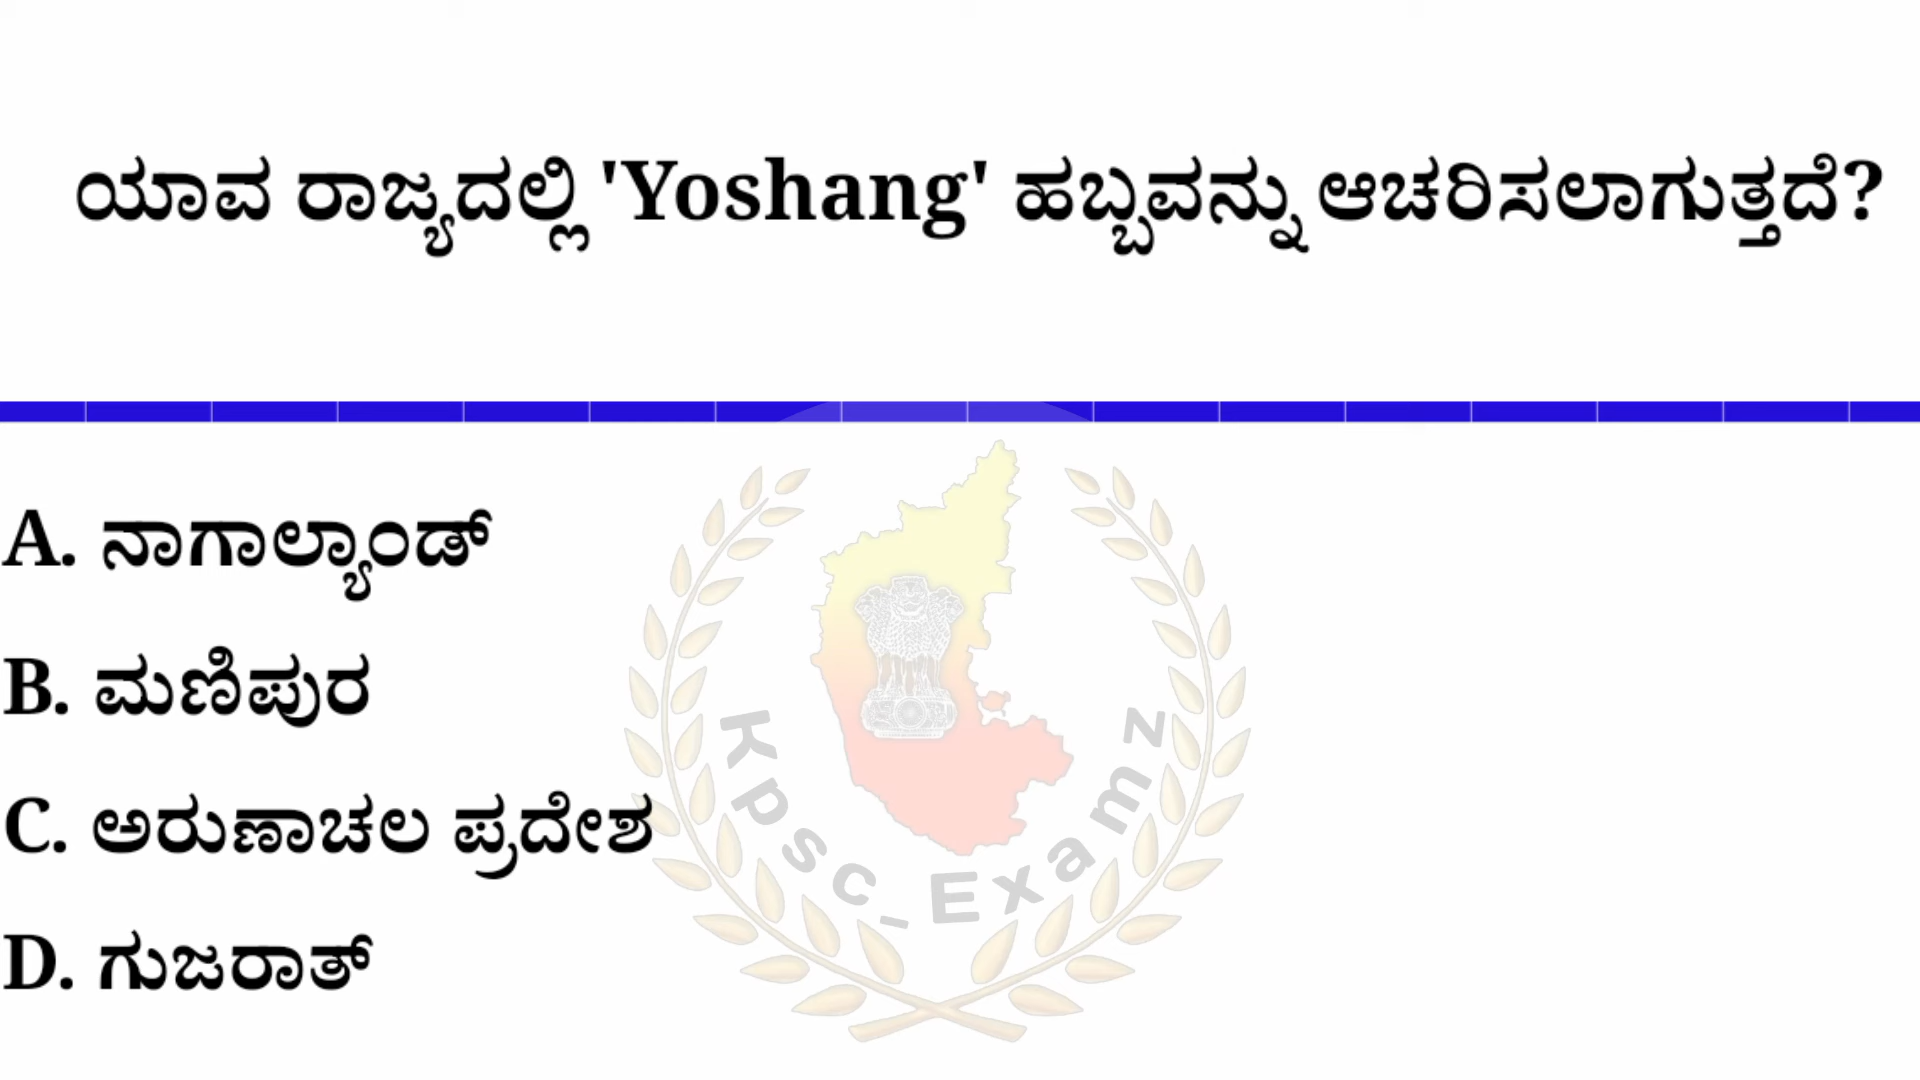 ಯಾವ ರಾಜ್ಯದಲ್ಲಿ 'Yoshang' ಹಬ್ಬವನ್ನು ಆಚರಿಸಲಾಗುತ್ತದೆ?
A. ನಾಗಾಲ್ಯಾಂಡ್
B. ಮಣಿಪುರ
C. ಅರುಣಾಚಲ ಪ್ರದೇಶ
D. ಗುಜರಾತ್
Kpsc_Examz